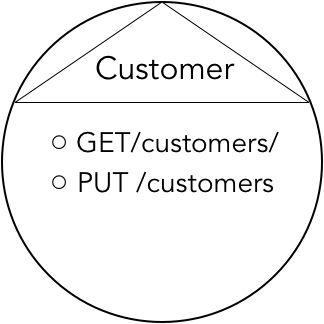 Customer
○ GET/customers/
○ PUT /customers